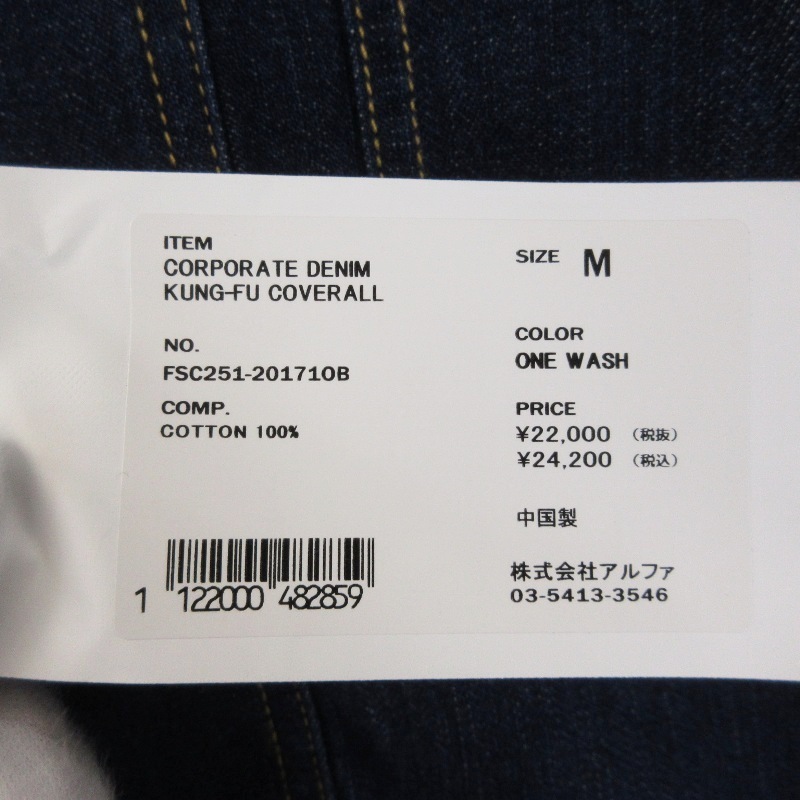 ITEM
CORPORATE DENIM
KUNG-FU COVERALL
NO.
FSC251-201710B
COMP.
COTTON 100%
1 122000 482859
SIZE M
COLOR
ONE WASH
PRICE
¥22,000 (税抜)
¥24,200 (税込)
中国製
株式会社アルファ
03-5413-3546